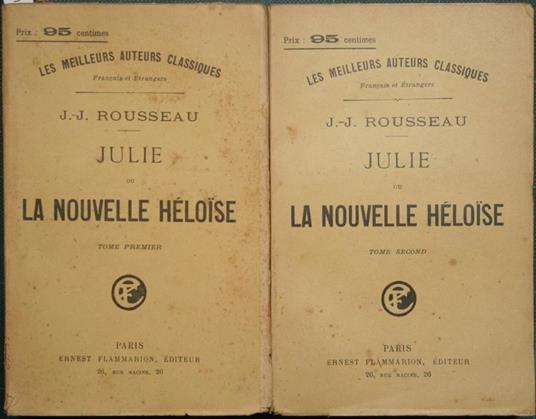 Prix : 95 centimes
LES MEILLEURS AUTEURS CLASSIQUES
Français et Étrangers
J.-J. ROUSSEAU
JULIE
OU
LA NOUVELLE HÉLOÏSE
TOME PREMIER
PARIS
ERNEST FLAMMARION, ÉDITEUR
26, RUE RACINE, 26
Prix : 95 centimes
LES MEILLEURS AUTEURS CLASSIQUES
Français et Étrangers
J.-J. ROUSSEAU
JULIE
OU
LA NOUVELLE HÉLOÏSE
TOME SECOND
PARIS
ERNEST FLAMMARION, ÉDITEUR
26, RUE RACINE, 26